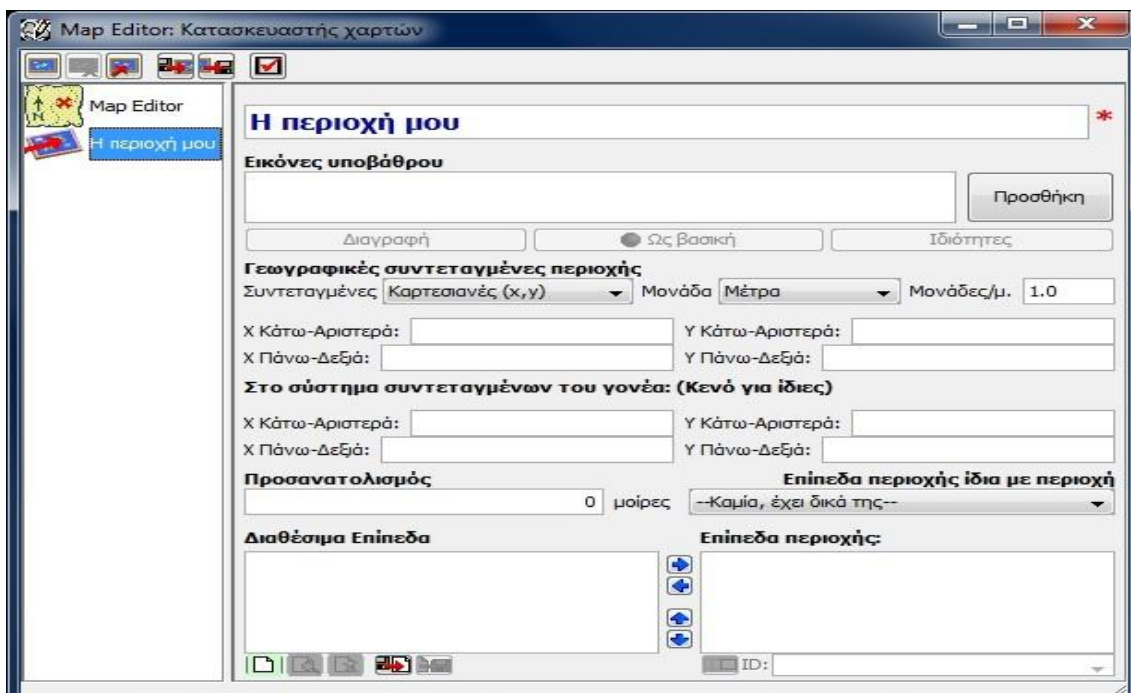 Map Editor: Κατασκευαστής χαρτών
Map Editor
Η περιοχή μου
Η περιοχή μου *
Εικόνες υποβάθρου
Προσθήκη
Διαγραφή Ως βασική Ιδιότητες
Γεωγραφικές συντεταγμένες περιοχής
Συντεταγμένες Καρτεσιανές (x,y) Μονάδα Μέτρα Μονάδες/μ. 1.0
Χ Κάτω-Αριστερά: Υ Κάτω-Αριστερά:
Χ Πάνω-Δεξιά: Υ Πάνω-Δεξιά:
Στο σύστημα συντεταγμένων του γονέα: (Κενό για ίδιες)
Χ Κάτω-Αριστερά: Υ Κάτω-Αριστερά:
Χ Πάνω-Δεξιά: Υ Πάνω-Δεξιά:
Προσανατολισμός Επίπεδα περιοχής ίδια με περιοχή
0 μοίρες --Καμία, έχει δικά της--
Διαθέσιμα Επίπεδα Επίπεδα περιοχής:
ID: